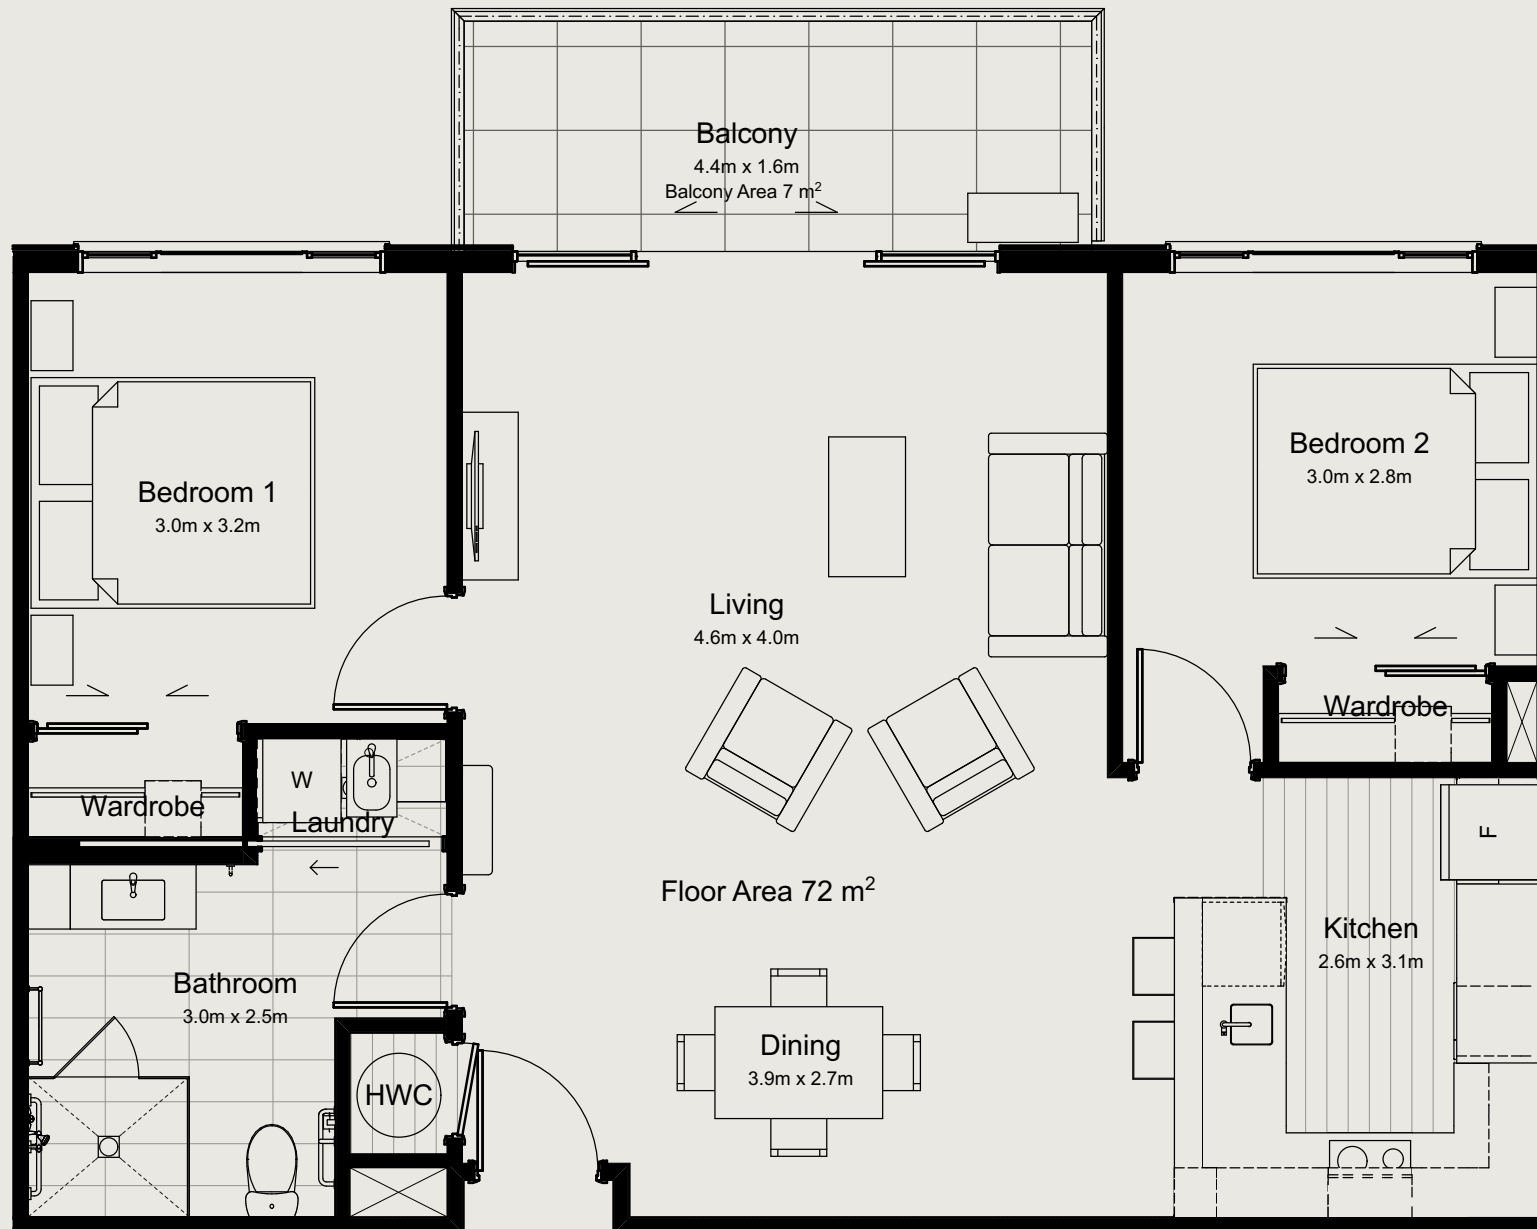 Balcony
4.4m x 1.6m
Balcony Area 7 m²
Bedroom 1
3.0m x 3.2m
Bedroom 2
3.0m x 2.8m
Living
4.6m x 4.0m
Wardrobe
Wardrobe
W
Laundry
F
Floor Area 72 m²
Kitchen
2.6m x 3.1m
Bathroom
3.0m x 2.5m
Dining
3.9m x 2.7m
HWC